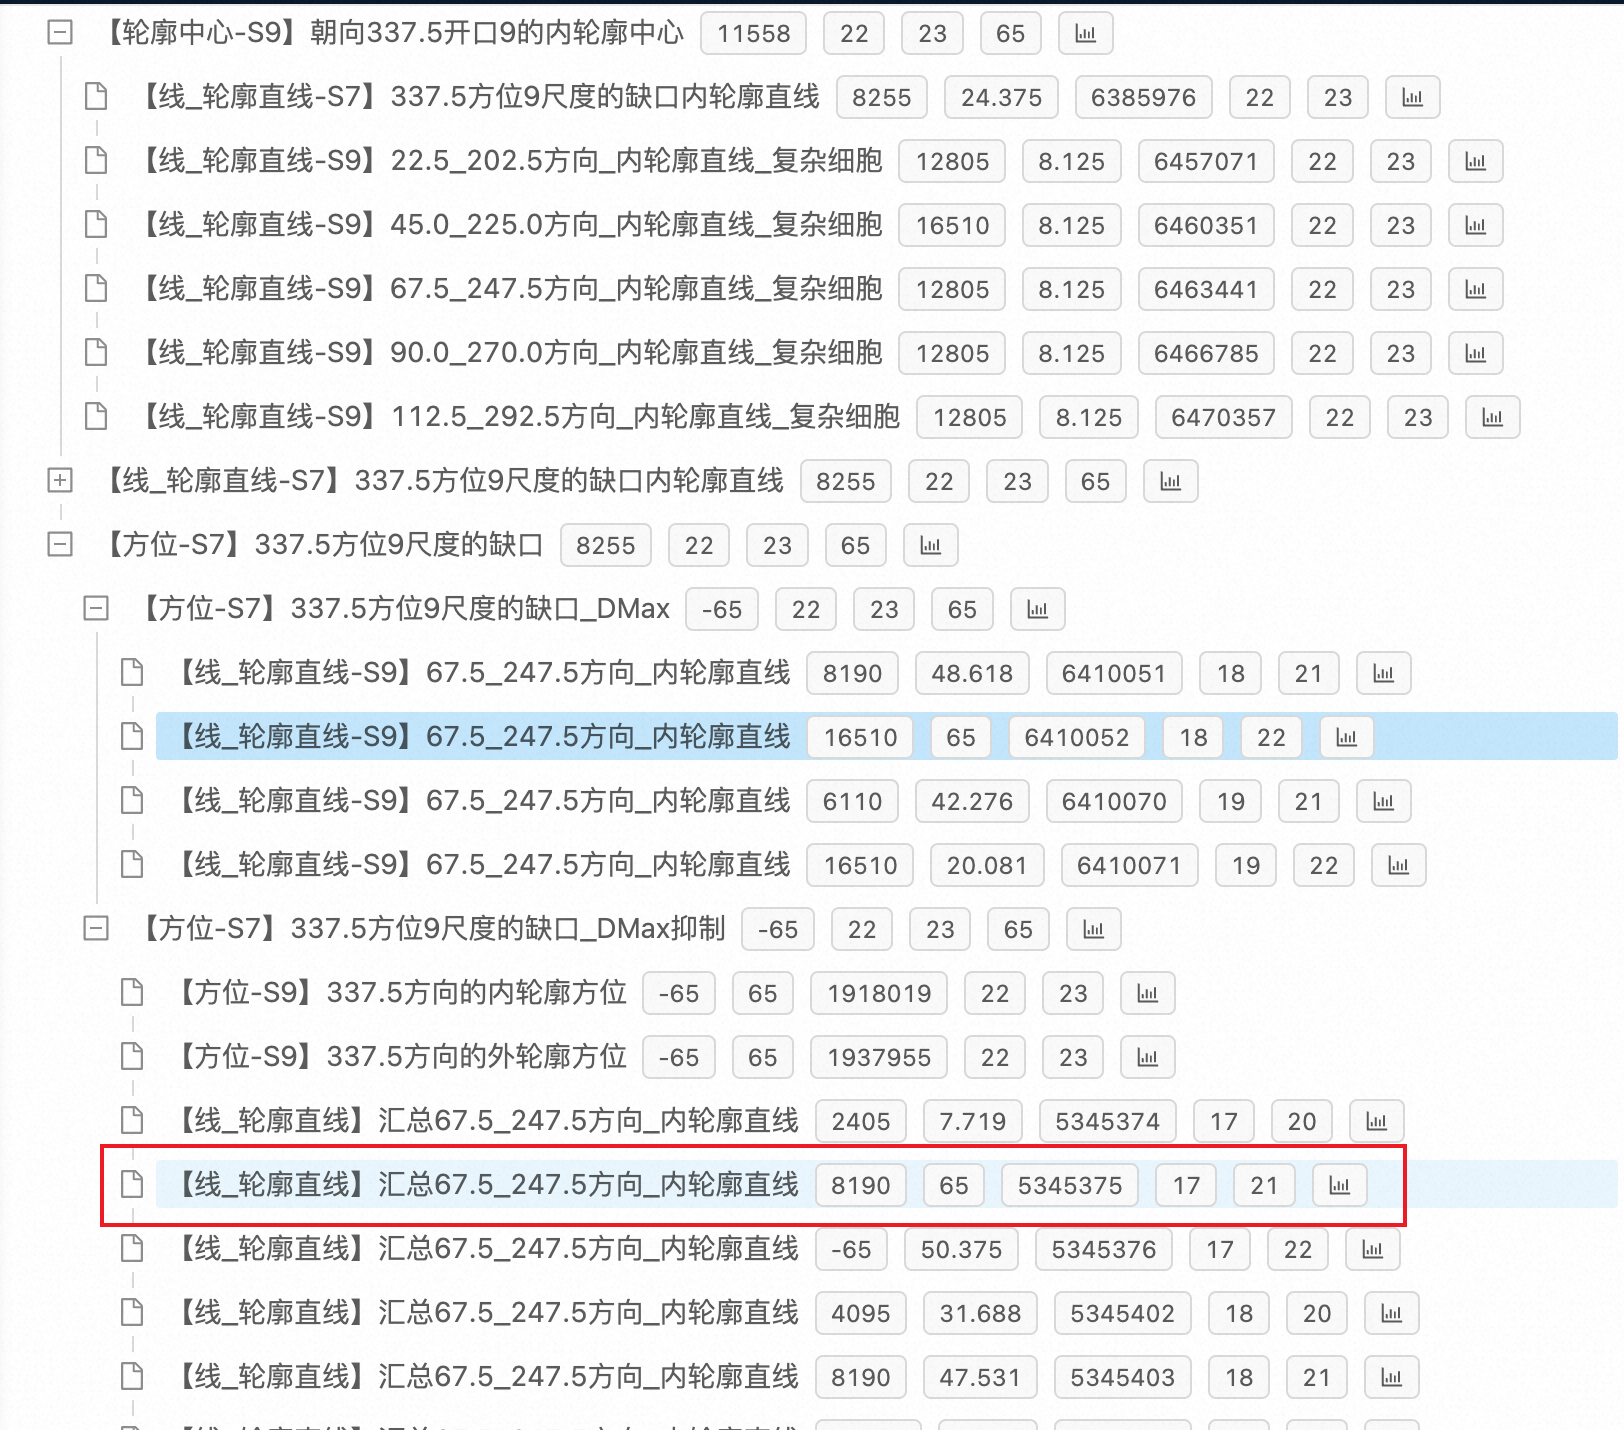 【轮廓中心-S9】朝向337.5开口9的内轮廓中心 11558 22 23 65
【线_轮廓直线-S7】337.5方位9尺度的缺口内轮廓直线 8255 24.375 6385976 22 23
【线_轮廓直线-S9】22.5_202.5方向_内轮廓直线_复杂细胞 12805 8.125 6457071 22 23
【线_轮廓直线-S9】45.0_225.0方向_内轮廓直线_复杂细胞 16510 8.125 6460351 22 23
【线_轮廓直线-S9】67.5_247.5方向_内轮廓直线_复杂细胞 12805 8.125 6463441 22 23
【线_轮廓直线-S9】90.0_270.0方向_内轮廓直线_复杂细胞 12805 8.125 6466785 22 23
【线_轮廓直线-S9】112.5_292.5方向_内轮廓直线_复杂细胞 12805 8.125 6470357 22 23
【线_轮廓直线-S7】337.5方位9尺度的缺口内轮廓直线 8255 22 23 65
【方位-S7】337.5方位9尺度的缺口 8255 22 23 65
【方位-S7】337.5方位9尺度的缺口_DMax -65 22 23 65
【线_轮廓直线-S9】67.5_247.5方向_内轮廓直线 8190 48.618 6410051 18 21
【线_轮廓直线-S9】67.5_247.5方向_内轮廓直线 16510 65 6410052 18 22
【线_轮廓直线-S9】67.5_247.5方向_内轮廓直线 6110 42.276 6410070 19 21
【线_轮廓直线-S9】67.5_247.5方向_内轮廓直线 16510 20.081 6410071 19 22
【方位-S7】337.5方位9尺度的缺口_DMax抑制 -65 22 23 65
【方位-S9】337.5方向的内轮廓方位 -65 65 1918019 22 23
【方位-S9】337.5方向的外轮廓方位 -65 65 1937955 22 23
【线_轮廓直线】汇总67.5_247.5方向_内轮廓直线 2405 7.719 5345374 17 20
【线_轮廓直线】汇总67.5_247.5方向_内轮廓直线 8190 65 5345375 17 21
【线_轮廓直线】汇总67.5_247.5方向_内轮廓直线 -65 50.375 5345376 17 22
【线_轮廓直线】汇总67.5_247.5方向_内轮廓直线 4095 31.688 5345402 18 20
【线_轮廓直线】汇总67.5_247.5方向_内轮廓直线 8190 47.531 5345403 18 21